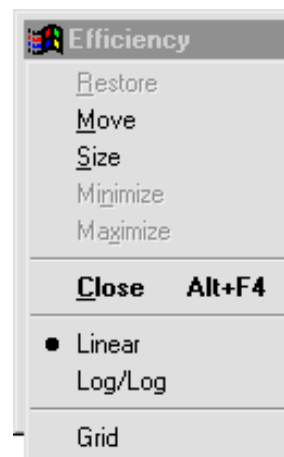 Efficiency
Restore
Move
Size
Minimize
Maximize
Close Alt+F4
Linear
Log/Log
Grid